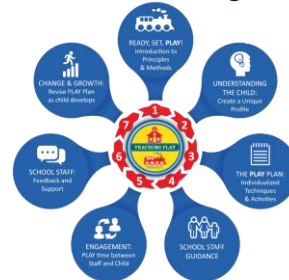 READY, SET, PLAY!
Introduction to
Principles
& Methods
UNDERSTANDING
THE CHILD:
Create a Unique
Profile
THE PLAY PLAN:
Individualized
Techniques
& Activities
SCHOOL STAFF
GUIDANCE
ENGAGEMENT:
PLAY time between
Staff and Child
SCHOOL STAFF:
Feedback and
Support
CHANGE & GROWTH:
Revise PLAY Plan
as child develops
1
2
3
4
5
6
7
TEACHING PLAY